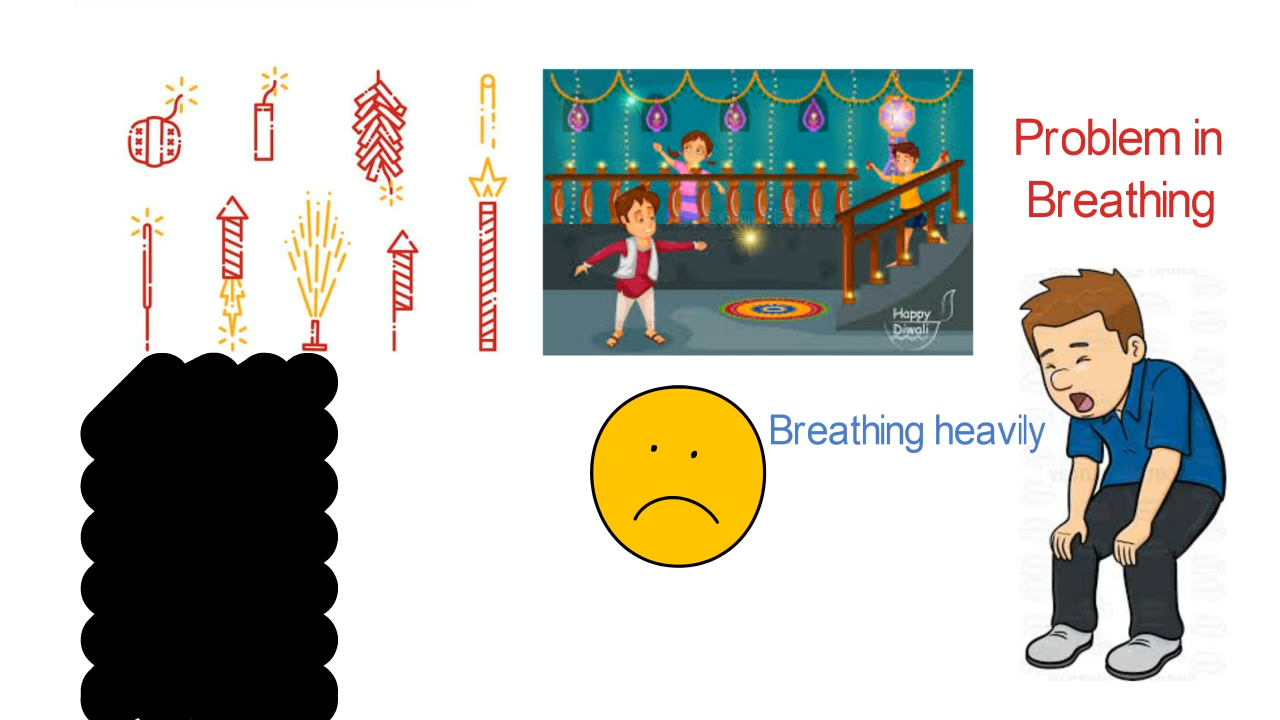 Problem in
Breathing
Happy
Diwali
Breathing heavily